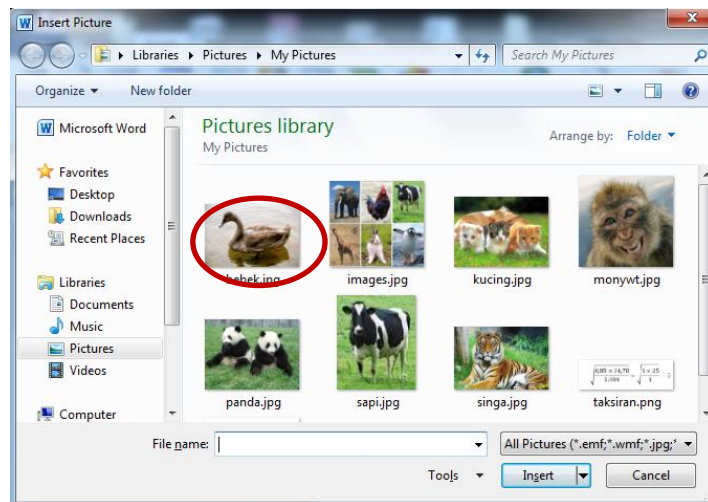 Insert Picture
Libraries Pictures My Pictures
Search My Pictures
Organize New folder
Microsoft Word
Favorites
Desktop
Downloads
Recent Places
Libraries
Documents
Music
Pictures
Videos
Computer
Pictures library
My Pictures
Arrange by: Folder
bebek.jpg
images.jpg
kucing.jpg
monywt.jpg
panda.jpg
sapi.jpg
singa.jpg
taksiran.png
File name:
All Pictures (*.emf;*.wmf;*.jpg;*
Tools
Insert
Cancel